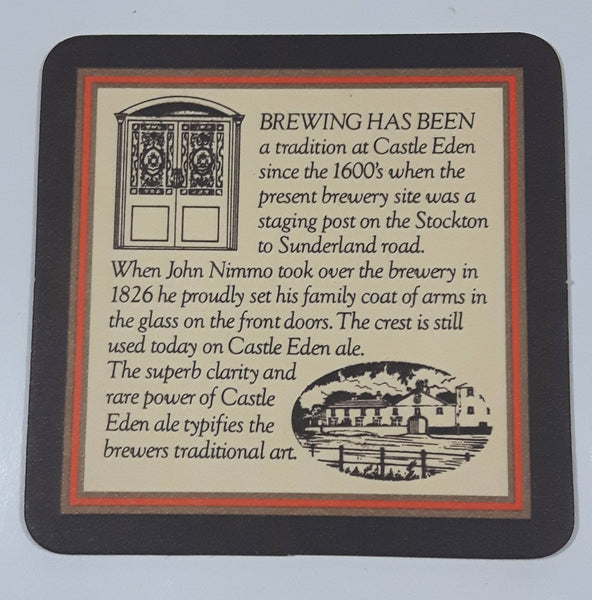 BREWING HAS BEEN
a tradition at Castle Eden
since the 1600's when the
present brewery site was a
staging post on the Stockton
to Sunderland road.
When John Nimmo took over the brewery in
1826 he proudly set his family coat of arms in
the glass on the front doors. The crest is still
used today on Castle Eden ale.
The superb clarity and
rare power of Castle
Eden ale typifies the
brewers traditional art.